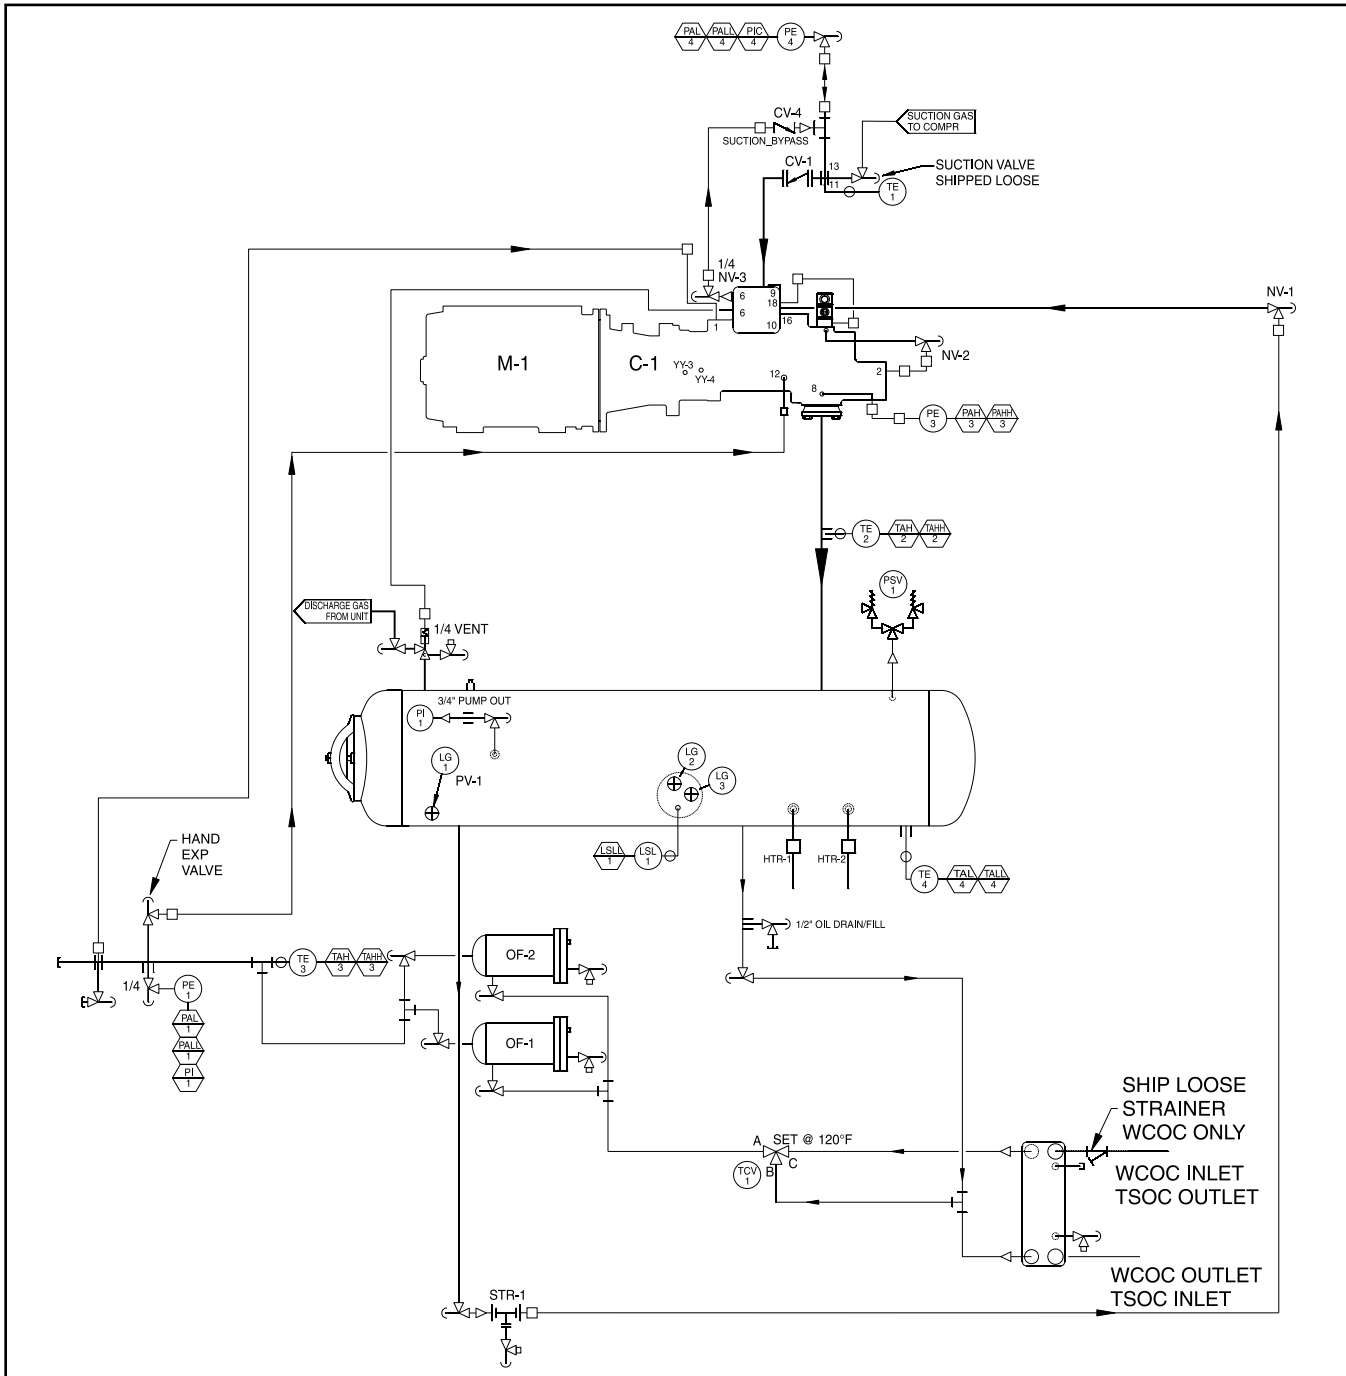 PAL
4
PALL
4
PIC
4
PE
4
CV-4
SUCTION_BYPASS
SUCTION GAS
TO COMPR
CV-1
13
11
SUCTION VALVE
SHIPPED LOOSE
TE
1
1/4
NV-3
6
6
9
18
10
16
1
NV-1
NV-2
M-1
C-1
YY-3
YY-4
12
8
2
PE
3
PAH
3
PAHH
3
TE
2
TAH
2
TAHH
2
PSV
1
DISCHARGE GAS
FROM UNIT
1/4 VENT
3/4" PUMP OUT
PI
1
LG
1
PV-1
LG
2
LG
3
HAND
EXP
VALVE
LSLL
1
LSL
1
HTR-1
HTR-2
TE
4
TAL
4
TALL
4
1/2" OIL DRAIN/FILL
OF-2
TE
3
TAH
3
TAHH
3
1/4
PE
1
PAL
1
PALL
1
PI
1
OF-1
SHIP LOOSE
STRAINER
WCOC ONLY
A
SET @ 120°F
C
B
TCV
1
WCOC INLET
TSOC OUTLET
WCOC OUTLET
TSOC INLET
STR-1